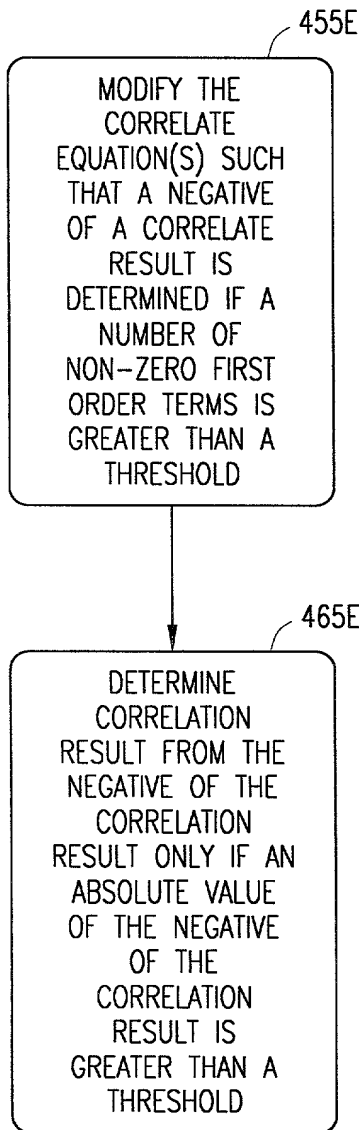 455E
MODIFY THE
CORRELATE
EQUATION(S) SUCH
THAT A NEGATIVE
OF A CORRELATE
RESULT IS
DETERMINED IF A
NUMBER OF
NON-ZERO FIRST
ORDER TERMS IS
GREATER THAN A
THRESHOLD
465E
DETERMINE
CORRELATION
RESULT FROM THE
NEGATIVE OF THE
CORRELATION
RESULT ONLY IF AN
ABSOLUTE VALUE
OF THE NEGATIVE
OF THE
CORRELATION
RESULT IS
GREATER THAN A
THRESHOLD